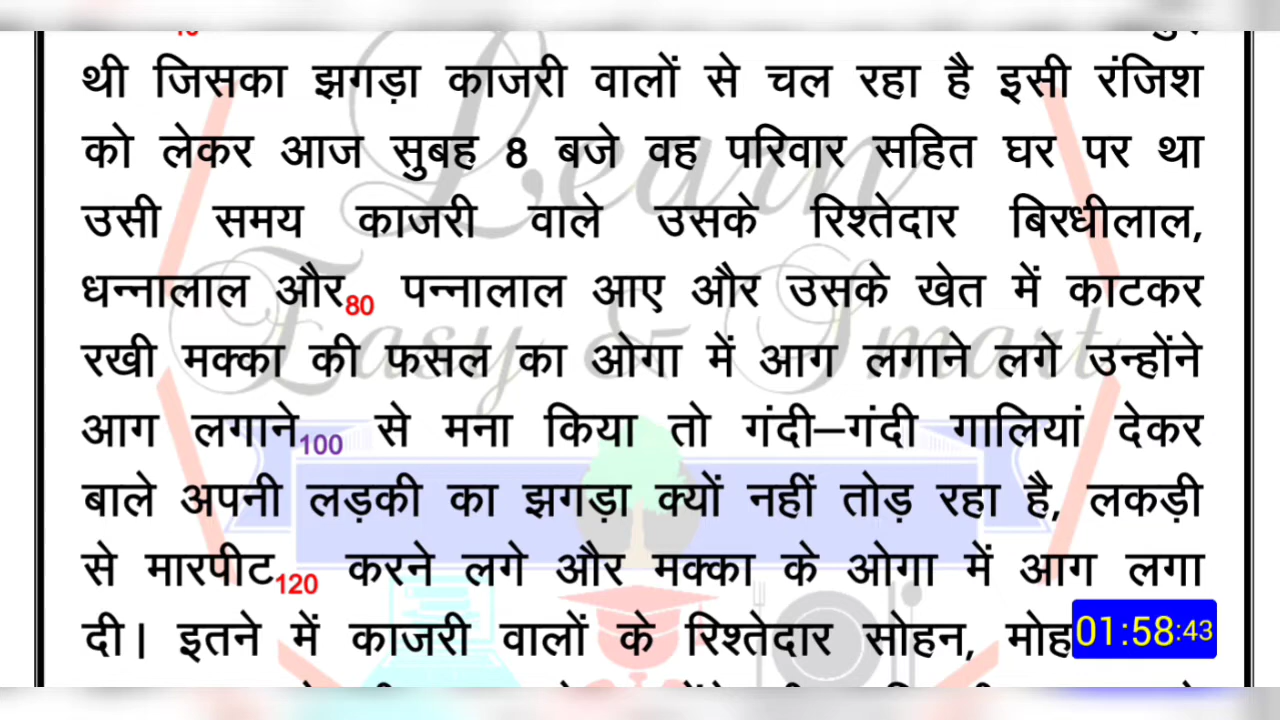 थी जिसका झगड़ा काजरी वालों से चल रहा है इसी रंजिश
को लेकर आज सुबह 8 बजे वह परिवार सहित घर पर था
उसी समय काजरी वाले उसके रिश्तेदार बिरधीलाल,
धन्नालाल और80 पन्नालाल आए और उसके खेत में काटकर
रखी मक्का की फसल का ओगा में आग लगाने लगे उन्होंने
आग लगाने100 से मना किया तो गंदी–गंदी गालियां देकर
बाले अपनी लड़की का झगड़ा क्यों नहीं तोड़ रहा है, लकड़ी
से मारपीट120 करने लगे और मक्का के ओगा में आग लगा
दी। इतने में काजरी वालों के रिश्तेदार सोहन,
01:58:43
Learn
Easy & Smart